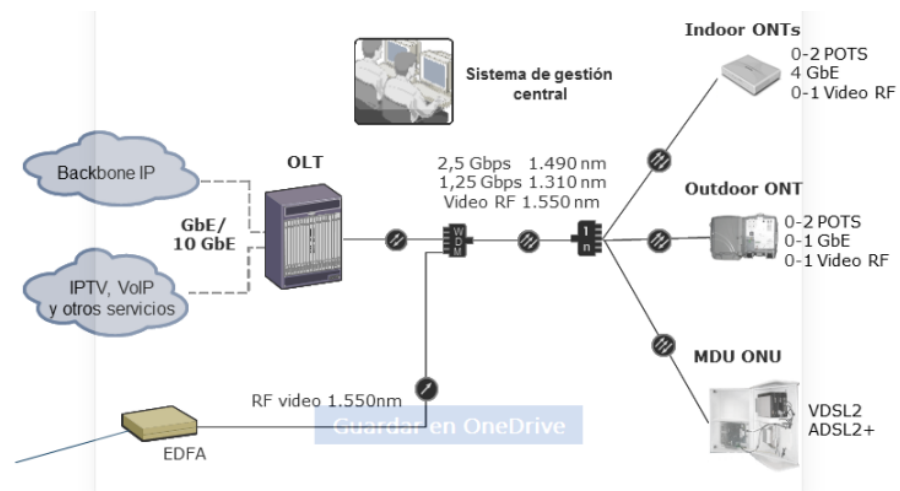 Indoor ONTs
0-2 POTS
4 GbE
0-1 Video RF
Sistema de gestión
central
Backbone IP
OLT
2,5 Gbps 1.490 nm
1,25 Gbps 1.310 nm
Video RF 1.550 nm
GbE/
10 GbE
WDM
1
n
Outdoor ONT
0-2 POTS
0-1 GbE
0-1 Video RF
IPTV, VoIP
y otros servicios
MDU ONU
VDSL2
ADSL2+
RF video 1.550nm
Guardar en OneDrive
EDFA